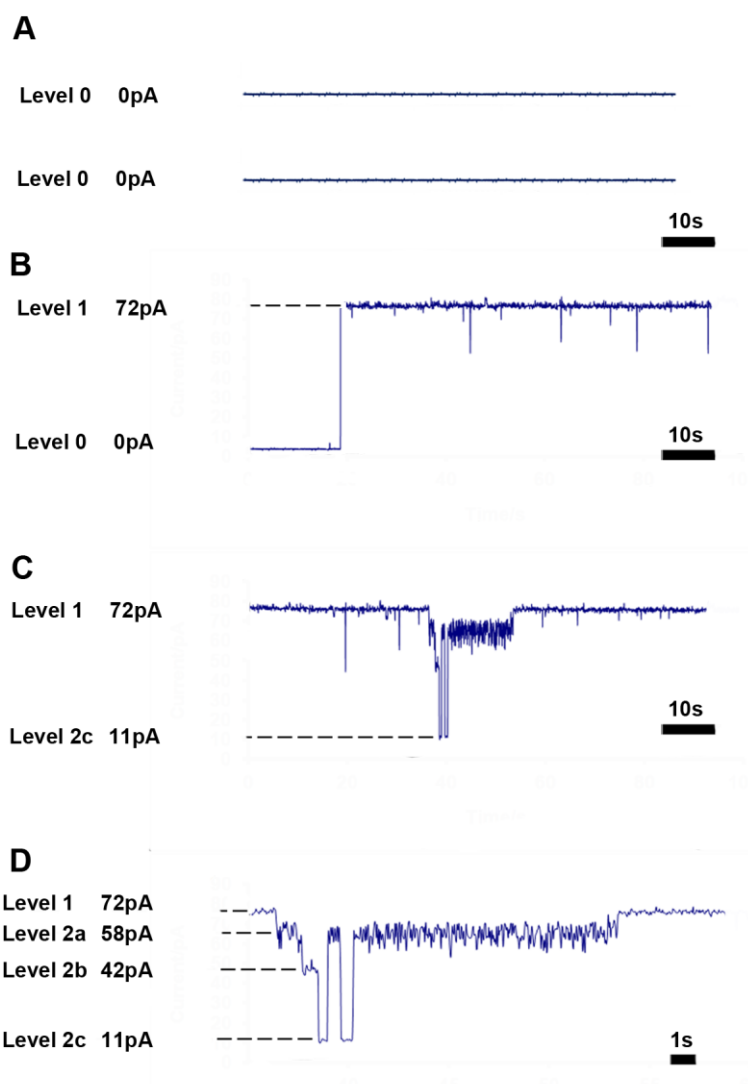 A
Level 0 0pA
Level 0 0pA
10s
B
Level 1 72pA
Level 0 0pA
10s
C
Level 1 72pA
10s
Level 2c 11pA
D
Level 1 72pA
Level 2a 58pA
Level 2b 42pA
Level 2c 11pA
1s